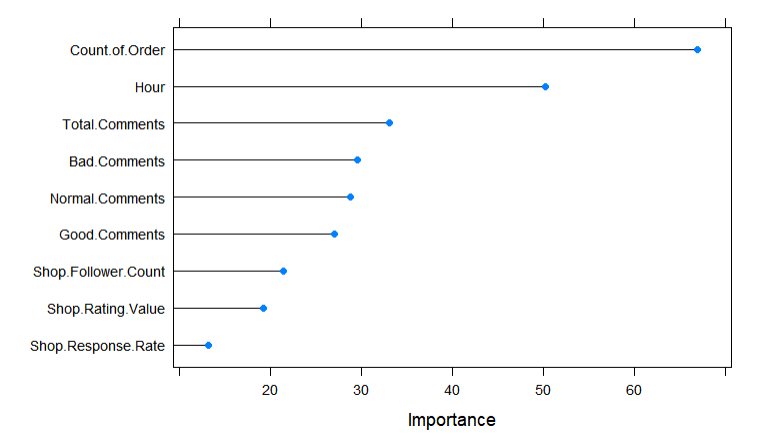 Count.of.Order
Hour
Total.Comments
Bad.Comments
Normal.Comments
Good.Comments
Shop.Follower.Count
Shop.Rating.Value
Shop.Response.Rate
20 30 40 50 60
Importance